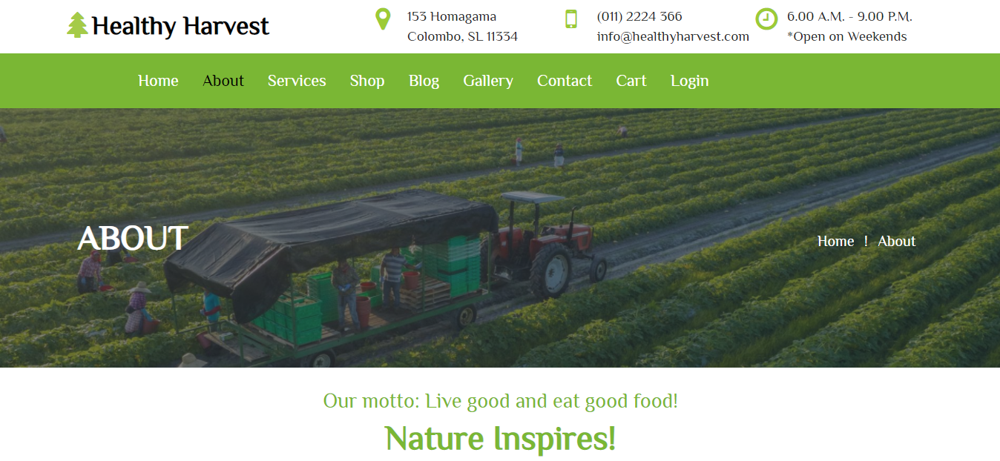 Healthy Harvest
153 Homagama
Colombo, SL 11334
(011) 2224 366
info@healthyharvest.com
6.00 A.M. - 9.00 P.M.
*Open on Weekends
Home About Services Shop Blog Gallery Contact Cart Login
ABOUT
Home ! About
Our motto: Live good and eat good food!
Nature Inspires!